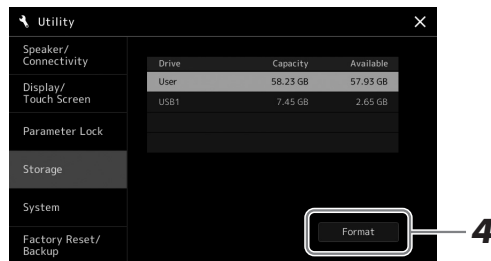 Utility
Speaker/
Connectivity
Display/
Touch Screen
Parameter Lock
Storage
System
Factory Reset/
Backup
Drive Capacity Available
User 58.23 GB 57.93 GB
USB1 7.45 GB 2.65 GB
Format
4